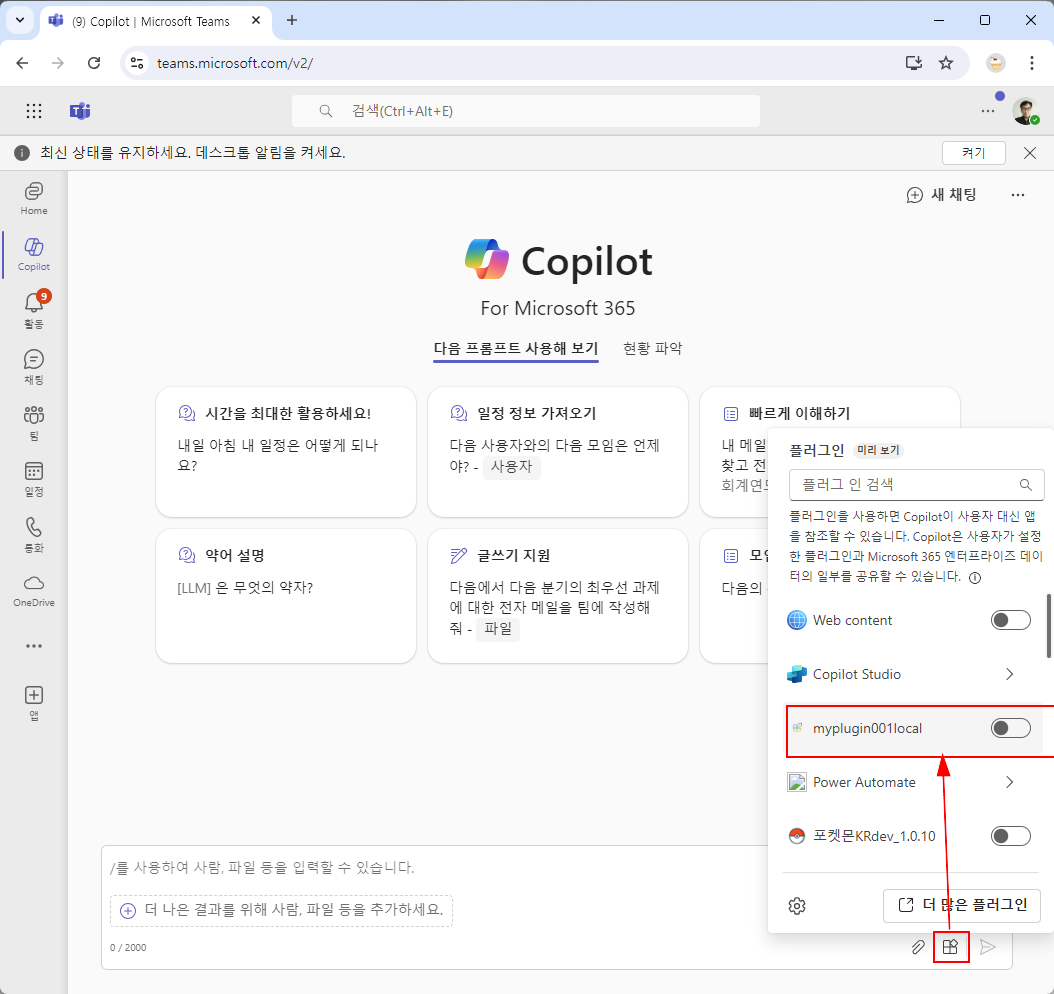 (9) Copilot | Microsoft Teams
teams.microsoft.com/v2/
검색(Ctrl+Alt+E)
최신 상태를 유지하세요. 데스크톱 알림을 켜세요.
켜기
Home
Copilot
9
활동
채팅
팀
일정
통화
OneDrive
앱
새 채팅
Copilot
For Microsoft 365
다음 프롬프트 사용해 보기
현황 파악
시간을 최대한 활용하세요!
내일 아침 내 일정은 어떻게 되나
요?
일정 정보 가져오기
다음 사용자와의 다음 모임은 언제
야? - 사용자
빠르게 이해하기
내 메일
찾고 전
회계연도
약어 설명
[LLM] 은 무엇의 약자?
글쓰기 지원
다음에서 다음 분기의 최우선 과제
에 대한 전자 메일을 팀에 작성해
줘 - 파일
다음의
플러그인 미리 보기
플러그 인 검색
플러그인을 사용하면 Copilot이 사용자 대신 앱
을 참조할 수 있습니다. Copilot은 사용자가 설정
한 플러그인과 Microsoft 365 엔터프라이즈 데이
터의 일부를 공유할 수 있습니다.
Web content
Copilot Studio
myplugin001local
Power Automate
포켓몬KRdev_1.0.10
더 많은 플러그인
/를 사용하여 사람, 파일 등을 입력할 수 있습니다.
더 나은 결과를 위해 사람, 파일 등을 추가하세요.
0 / 2000